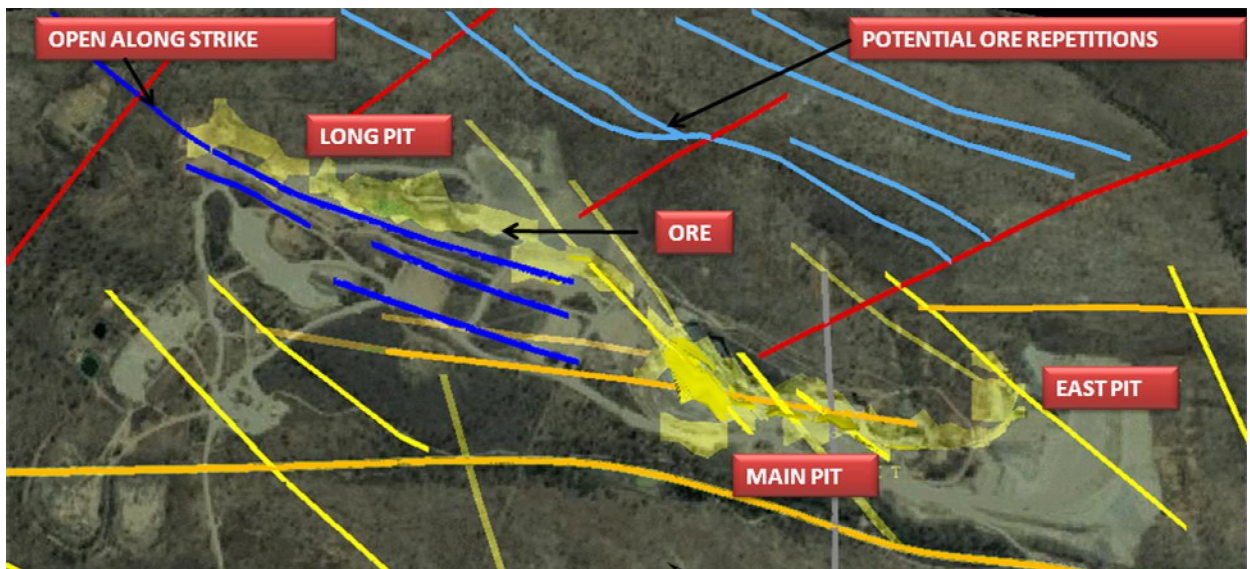 OPEN ALONG STRIKE
POTENTIAL ORE REPETITIONS
LONG PIT
ORE
EAST PIT
MAIN PIT
T